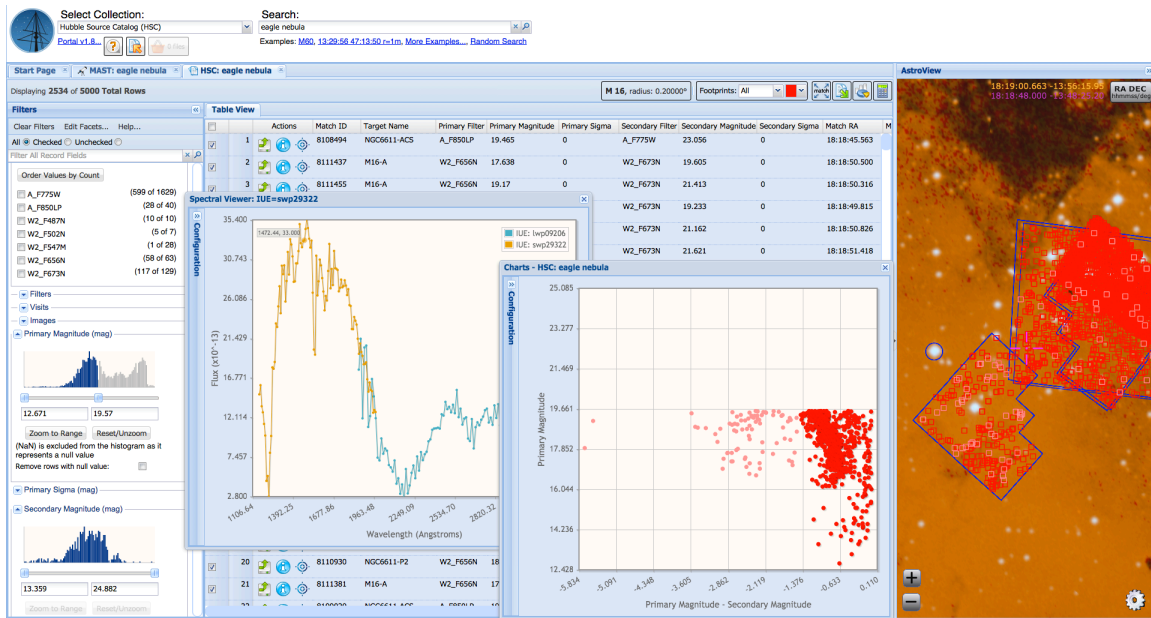 Select Collection:
Search:
Hubble Source Catalog (HSC)
eagle nebula
Portal v1.8...
0 files
Examples: M60, 13:29:56 47:13:50 r=1m, More Examples..., Random Search
Start Page
MAST: eagle nebula
HSC: eagle nebula
AstroView
Displaying 2534 of 5000 Total Rows
M 16, radius: 0.20000°
Footprints: All
match
18:19:00.663 -13:56:15.95
RA DEC
hhmmss/deg
Filters
Table View
Clear Filters Edit Facets... Help...
All Checked Unchecked
Filter All Record Fields
Actions Match ID Target Name Primary Filter Primary Magnitude Primary Sigma Secondary Filter Secondary Magnitude Secondary Sigma Match RA M
1 8108494 NGC6611-ACS A_F850LP 19.465 0 A_F775W 23.056 0 18:18:45.563
2 8111437 M16-A W2_F656N 17.638 0 W2_F673N 19.605 0 18:18:50.500
3 8111455 M16-A W2_F656N 19.17 0 W2_F673N 21.413 0 18:18:50.316
W2_F673N 19.233 0 18:18:49.815
W2_F673N 21.162 0 18:18:50.826
W2_F673N 21.621 0 18:18:51.418
Order Values by Count
A_F775W (599 of 1629)
A_F850LP (28 of 40)
W2_F487N (10 of 10)
W2_F502N (5 of 7)
W2_F547M (1 of 28)
W2_F656N (58 of 63)
W2_F673N (117 of 129)
Filters
Visits
Images
Primary Magnitude (mag)
12.671 19.57
Zoom to Range Reset/Unzoom
(NaN) is excluded from the histogram as it
represents a null value
Remove rows with null value:
Primary Sigma (mag)
Secondary Magnitude (mag)
13.359 24.882
Zoom to Range Reset/Unzoom
Spectral Viewer: IUE=swp29322
Configuration
1472.44, 33.000
IUE: lwp09206
IUE: swp29322
35.400
30.743
26.086
21.429
16.771
12.114
7.457
2.800
Flux (x10^-13)
1106.64 1392.25 1677.86 1963.48 2249.09 2534.70 2820.32
Wavelength (Angstroms)
Charts - HSC: eagle nebula
Configuration
25.085
23.277
21.469
19.661
17.852
16.044
14.236
12.428
Primary Magnitude
-5.834 -5.091 -4.348 -3.605 -2.862 -2.119 -1.376 -0.633 0.110
Primary Magnitude - Secondary Magnitude
20 8110930 NGC6611-P2 W2_F656N 18
21 8111381 M16-A W2_F656N 17